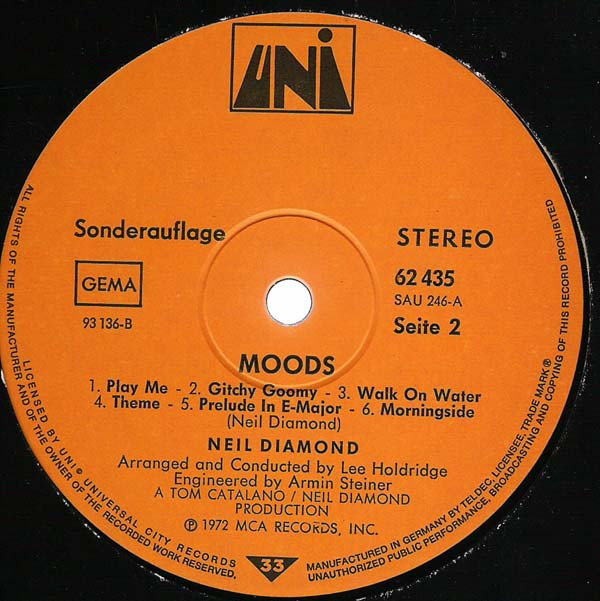 UNI
Sonderauflage
STEREO
GEMA
62 435
SAU 246-A
93 136-B
Seite 2
MOODS
1. Play Me - 2. Gitchy Goomy - 3. Walk On Water
4. Theme - 5. Prelude In E-Major - 6. Morningside
(Neil Diamond)
NEIL DIAMOND
Arranged and Conducted by Lee Holdridge
Engineered by Armin Steiner
A TOM CATALANO / NEIL DIAMOND
PRODUCTION
℗ 1972 MCA RECORDS, INC.
33
ALL RIGHTS OF THE MANUFACTURER AND OF THE OWNER OF THE RECORDED WORK RESERVED.
LICENSED BY UNI® UNIVERSAL CITY RECORDS
MANUFACTURED IN GERMANY BY TELDEC, LICENSEE, TRADE MARK®
UNAUTHORIZED PUBLIC PERFORMANCE, BROADCASTING AND COPYING OF THIS RECORD PROHIBITED